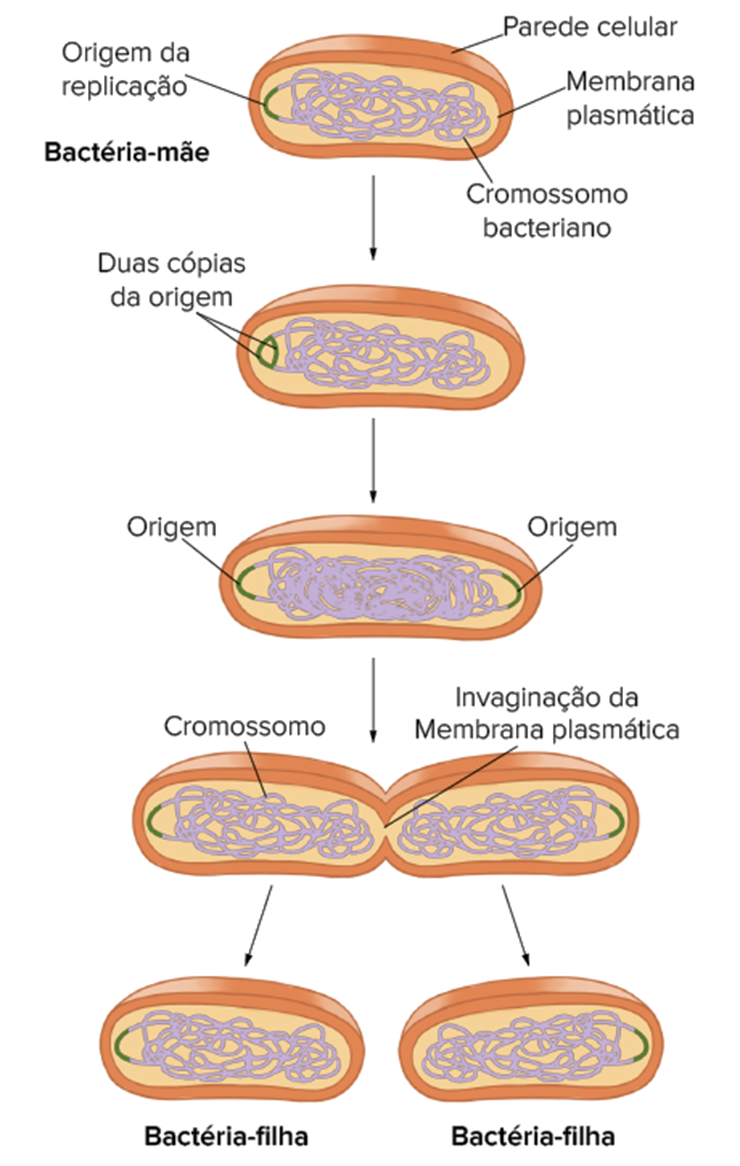 Parede celular
Origem da
replicação
Membrana
plasmática
Bactéria-mãe
Cromossomo
bacteriano
Duas cópias
da origem
Origem
Origem
Invaginação da
Membrana plasmática
Cromossomo
Bactéria-filha
Bactéria-filha